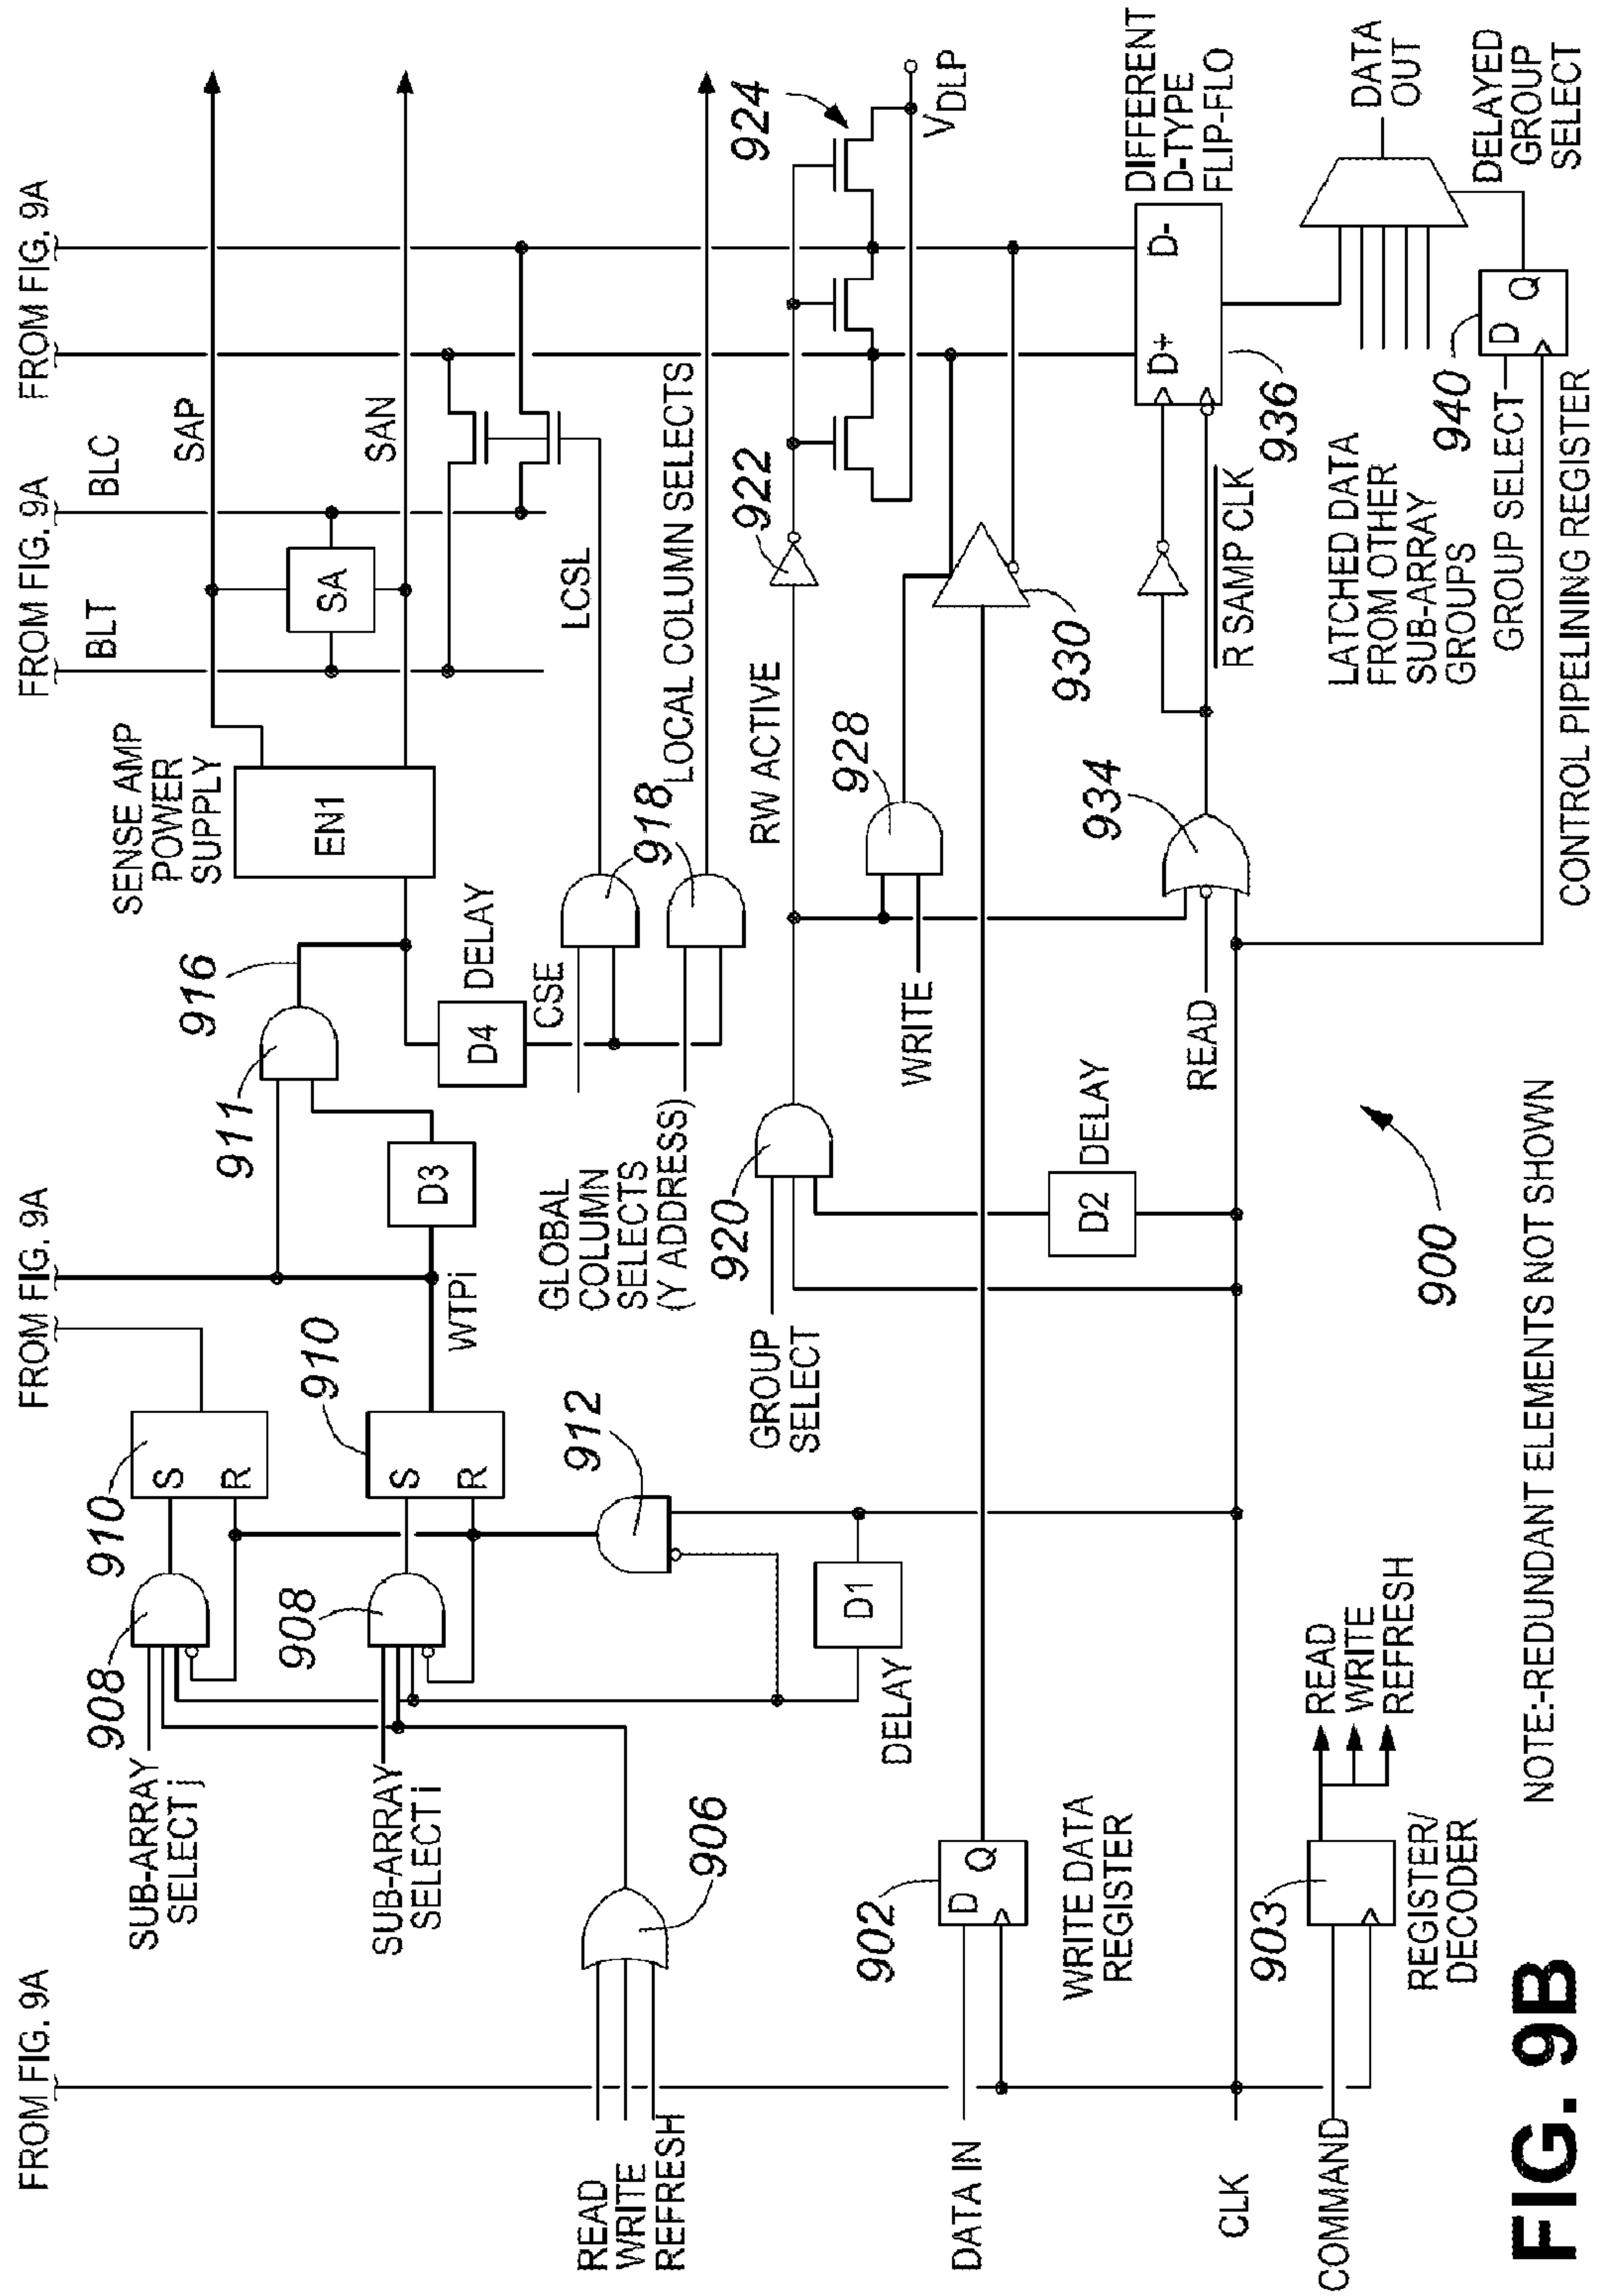 FROM FIG. 9A
FROM FIG. 9A
FROM FIG. 9A
FROM FIG. 9A
FROM FIG. 9A
SUB-ARRAY
SELECT j
908
910
S
R
SUB-ARRAY
SELECT i
908
910
S
R
WTPi
D3
911
916
SENSE AMP
POWER
SUPPLY
EN1
BLT
BLC
SA
SAP
SAN
D4
DELAY
CSE
LCSL
918
LOCAL COLUMN SELECTS
GLOBAL
COLUMN
SELECTS
(Y ADDRESS)
READ
WRITE
REFRESH
906
912
D1
DELAY
GROUP
SELECT
920
D2
DELAY
RW ACTIVE
922
924
VDLP
WRITE
928
930
DATA IN
902
D
Q
WRITE DATA
REGISTER
CLK
READ
934
R SAMP CLK
D+
D-
936
DIFFERENT
D-TYPE
FLIP-FLO
LATCHED DATA
FROM OTHER
SUB-ARRAY
GROUPS
DATA
OUT
GROUP SELECT
940
D
Q
DELAYED
GROUP
SELECT
CONTROL PIPELINING REGISTER
COMMAND
903
REGISTER/
DECODER
READ
WRITE
REFRESH
900
NOTE:-REDUNDANT ELEMENTS NOT SHOWN
FIG. 9B